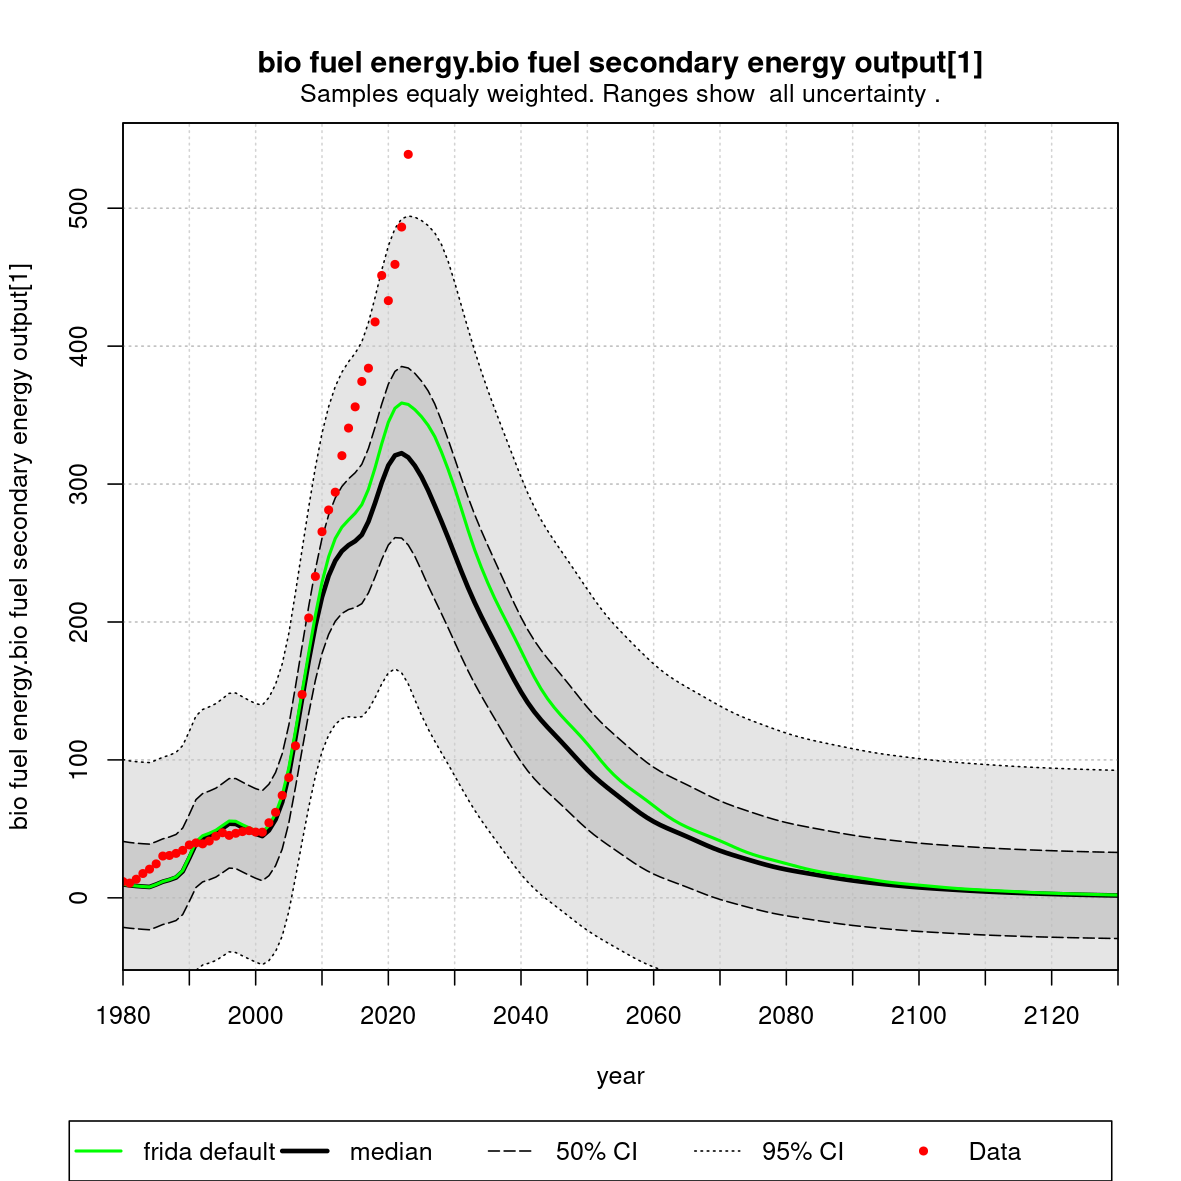 bio fuel energy.bio fuel secondary energy output[1]
Samples equaly weighted. Ranges show  all uncertainty .
bio fuel energy.bio fuel secondary energy output[1]
500
400
300
200
100
0
1980 2000 2020 2040 2060 2080 2100 2120
year
frida default median 50% CI 95% CI Data